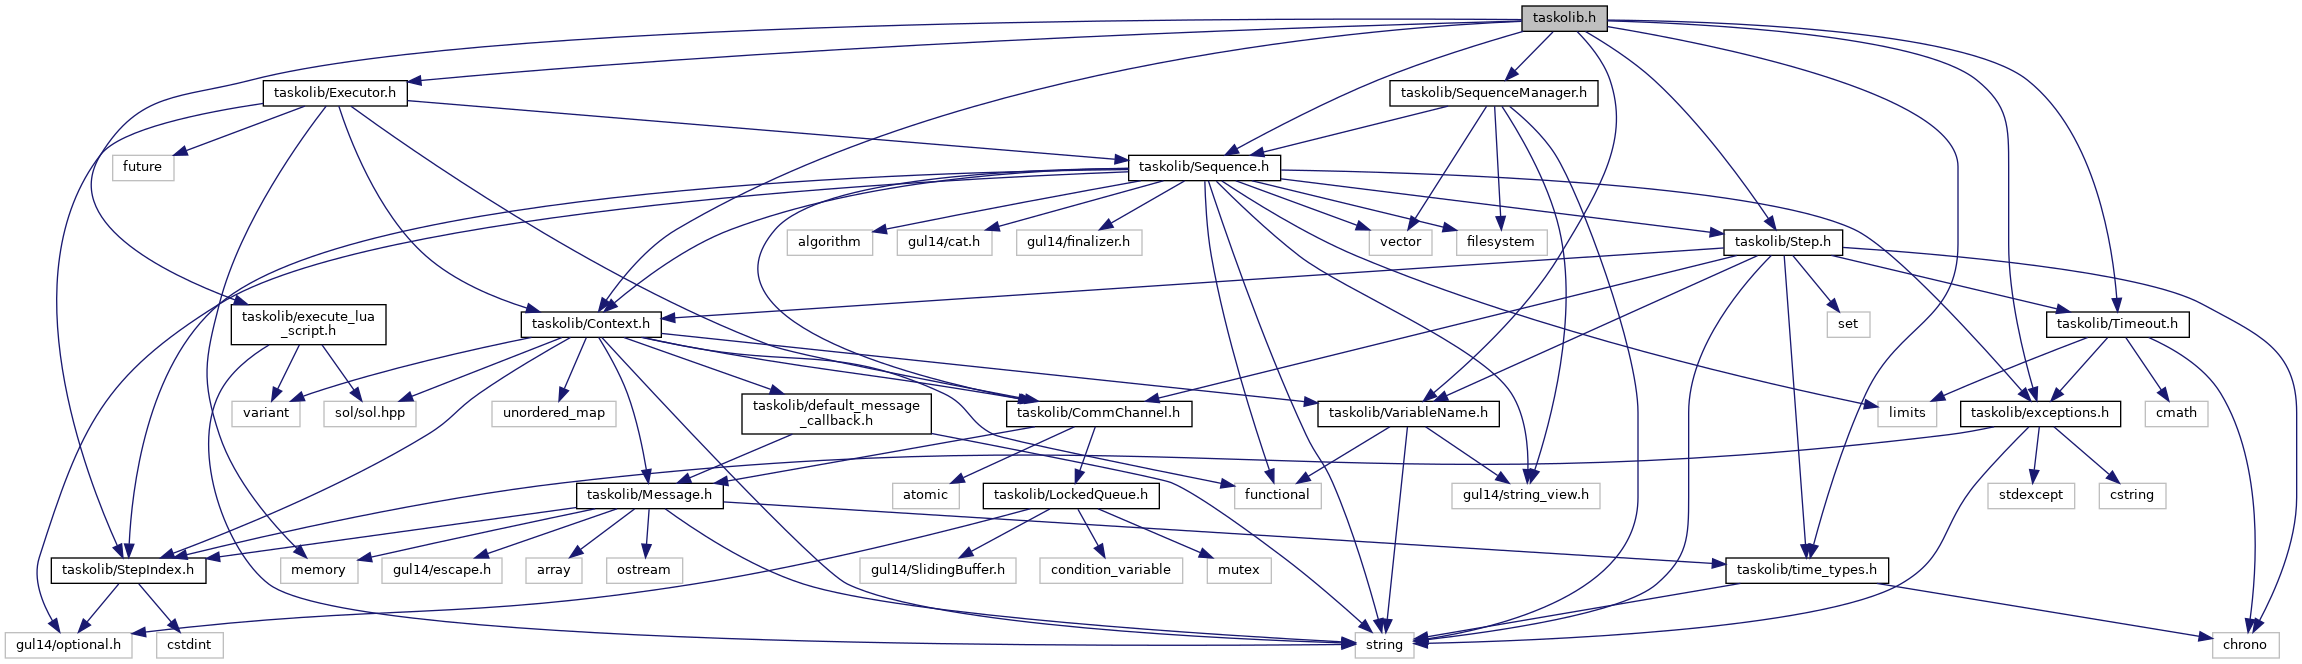 taskolib.h
taskolib/Executor.h
taskolib/SequenceManager.h
future
taskolib/Sequence.h
algorithm
gul14/cat.h
gul14/finalizer.h
vector
filesystem
taskolib/Step.h
taskolib/execute_lua
_script.h
taskolib/Context.h
set
taskolib/Timeout.h
variant
sol/sol.hpp
unordered_map
taskolib/default_message
_callback.h
taskolib/CommChannel.h
taskolib/VariableName.h
limits
taskolib/exceptions.h
cmath
taskolib/Message.h
atomic
taskolib/LockedQueue.h
functional
gul14/string_view.h
stdexcept
cstring
taskolib/StepIndex.h
memory
gul14/escape.h
array
ostream
gul14/SlidingBuffer.h
condition_variable
mutex
taskolib/time_types.h
gul14/optional.h
cstdint
string
chrono